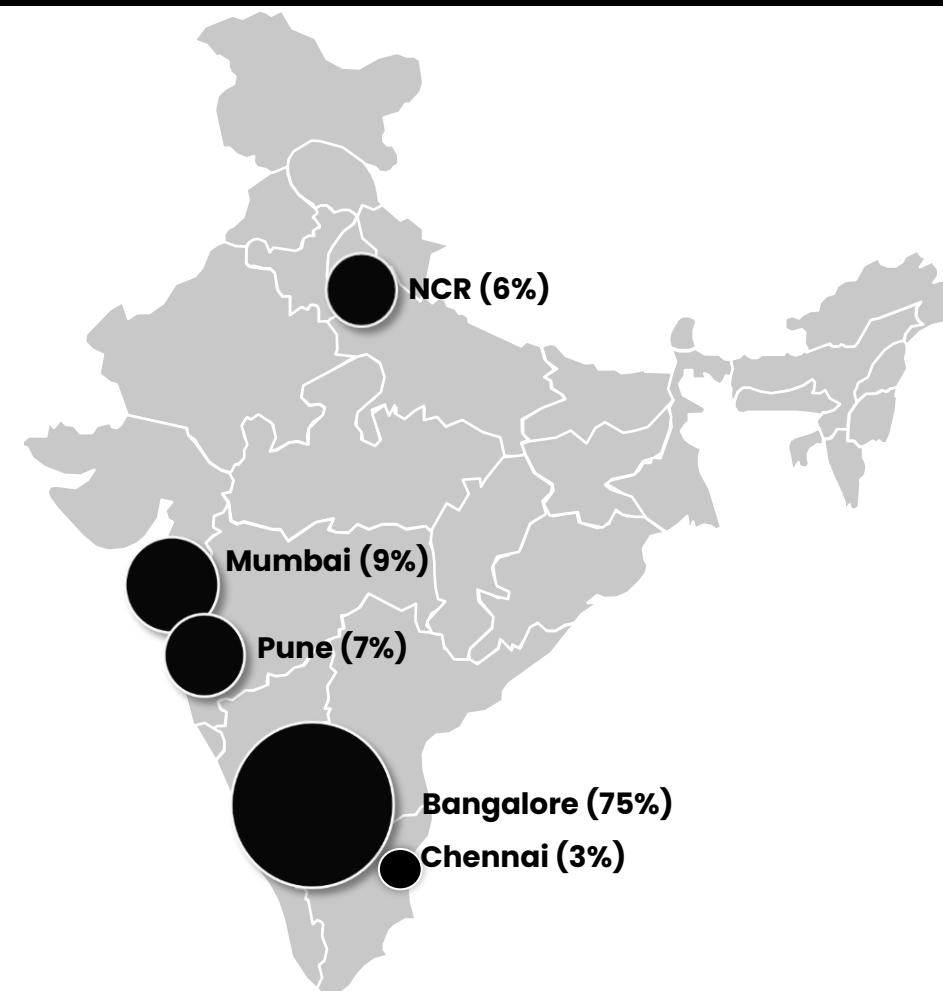 NCR (6%)
Mumbai (9%)
Pune (7%)
Bangalore (75%)
Chennai (3%)